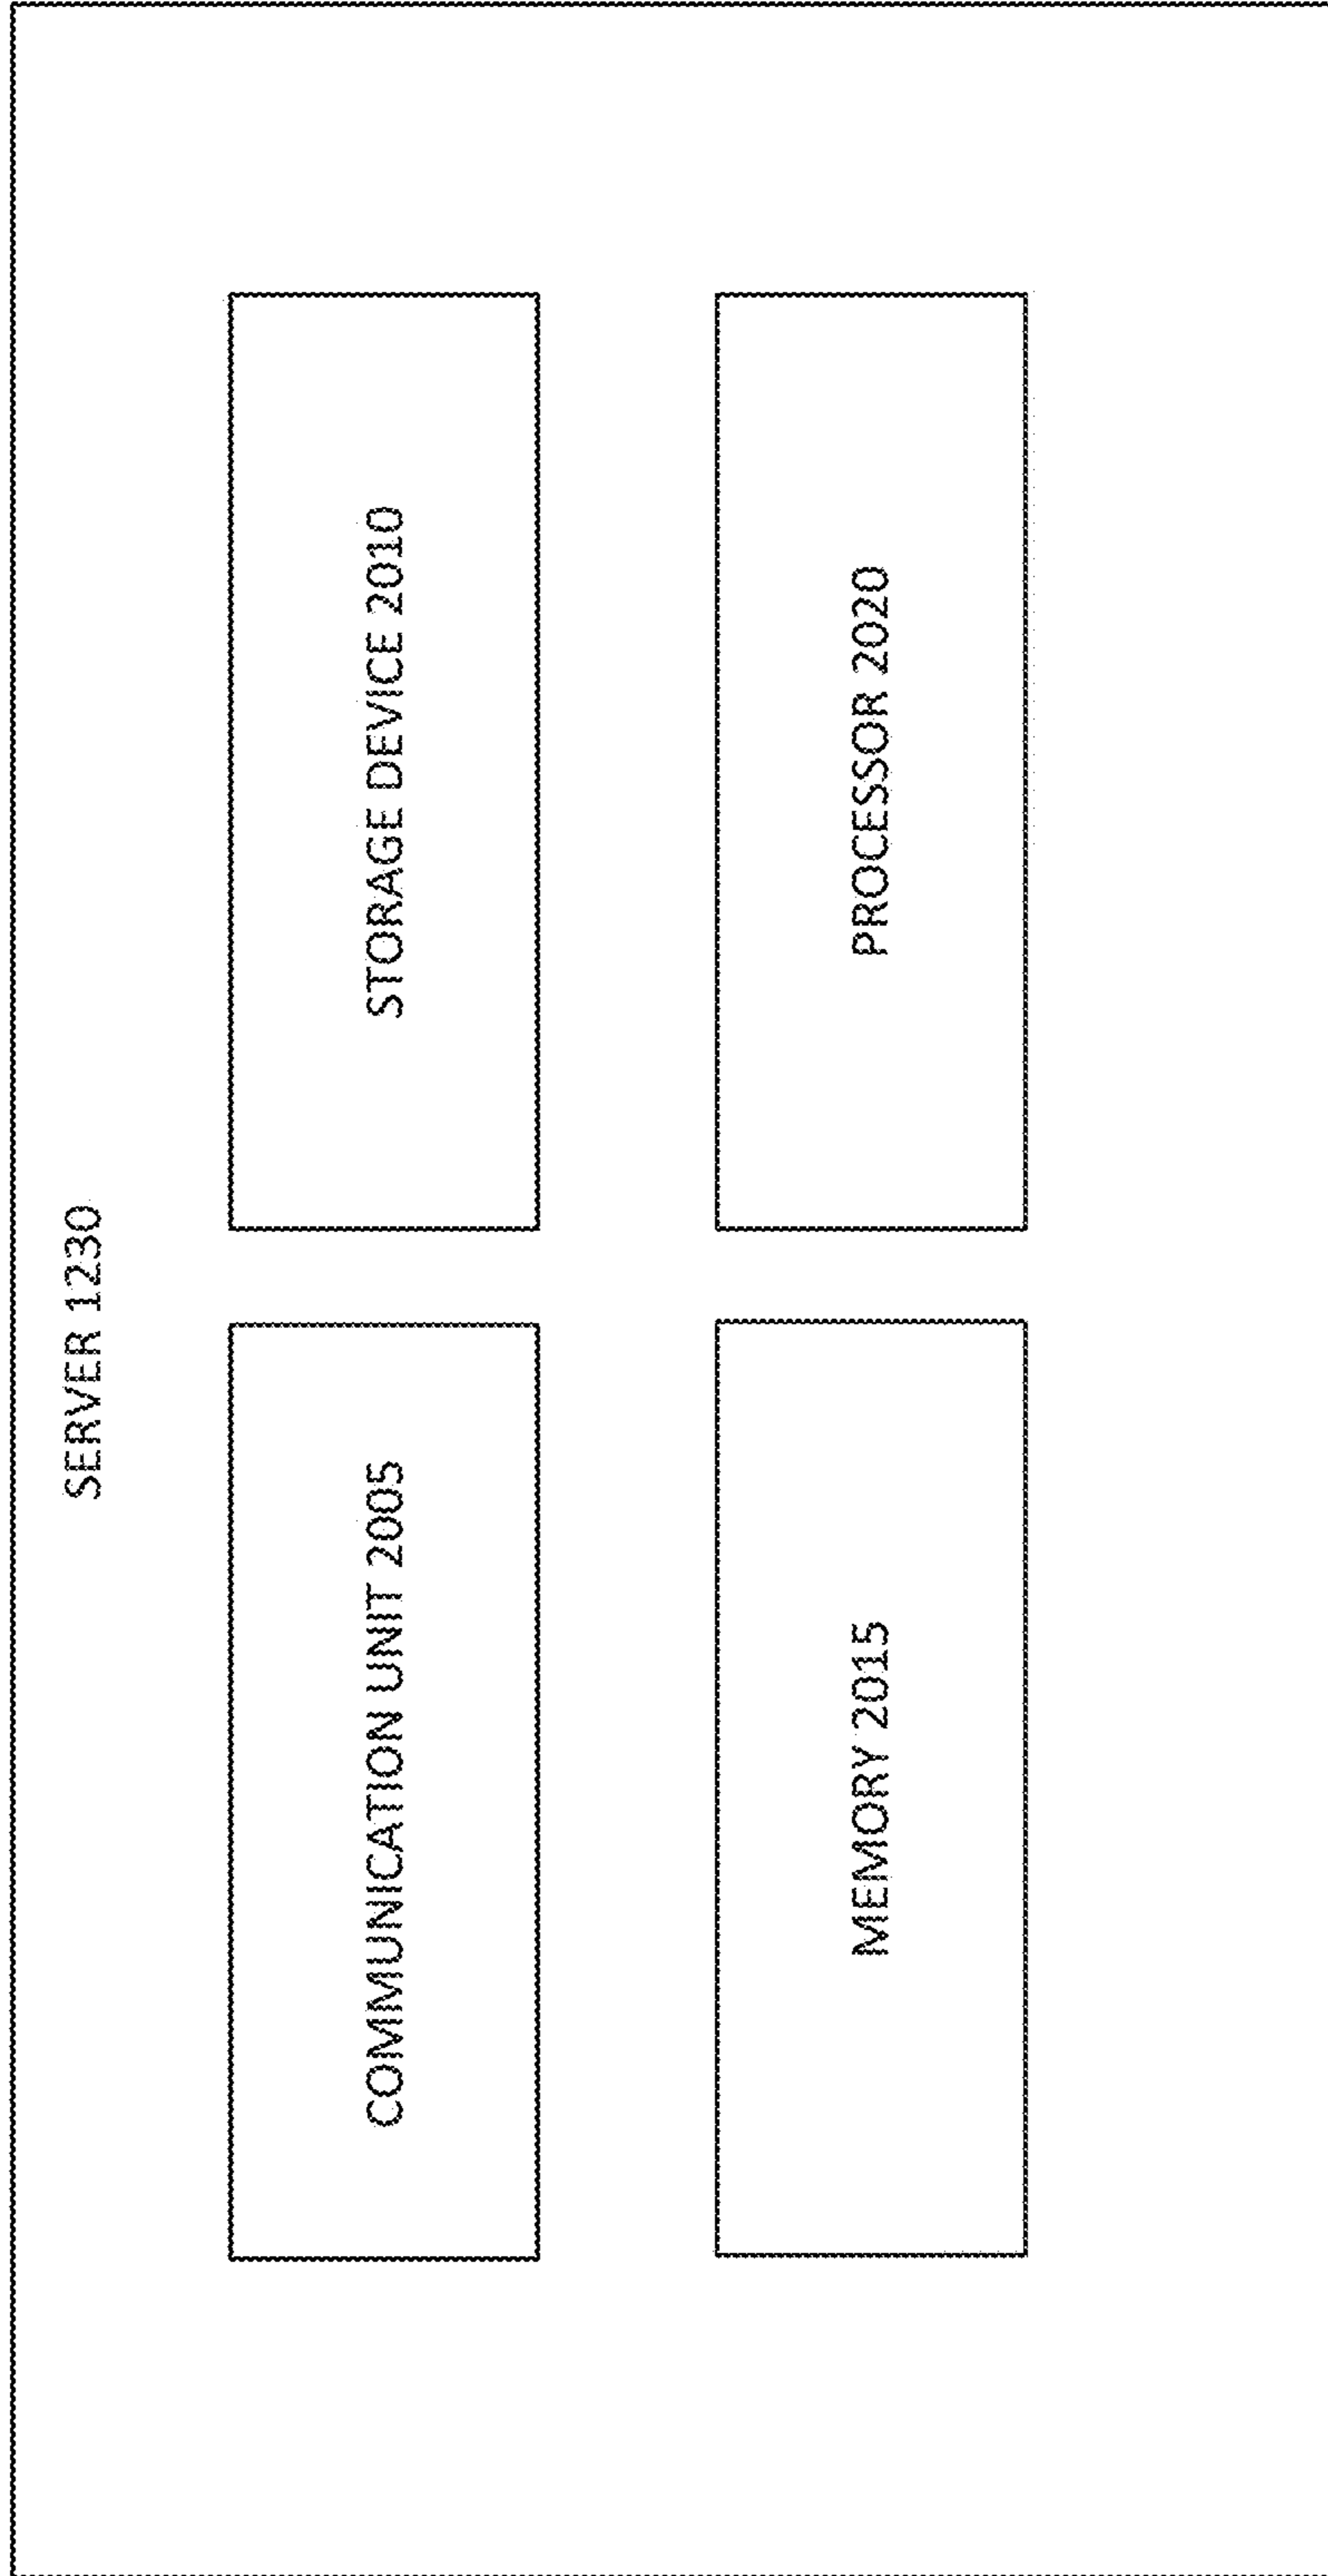 SERVER 1230
COMMUNICATION UNIT 2005
STORAGE DEVICE 2010
MEMORY 2015
PROCESSOR 2020